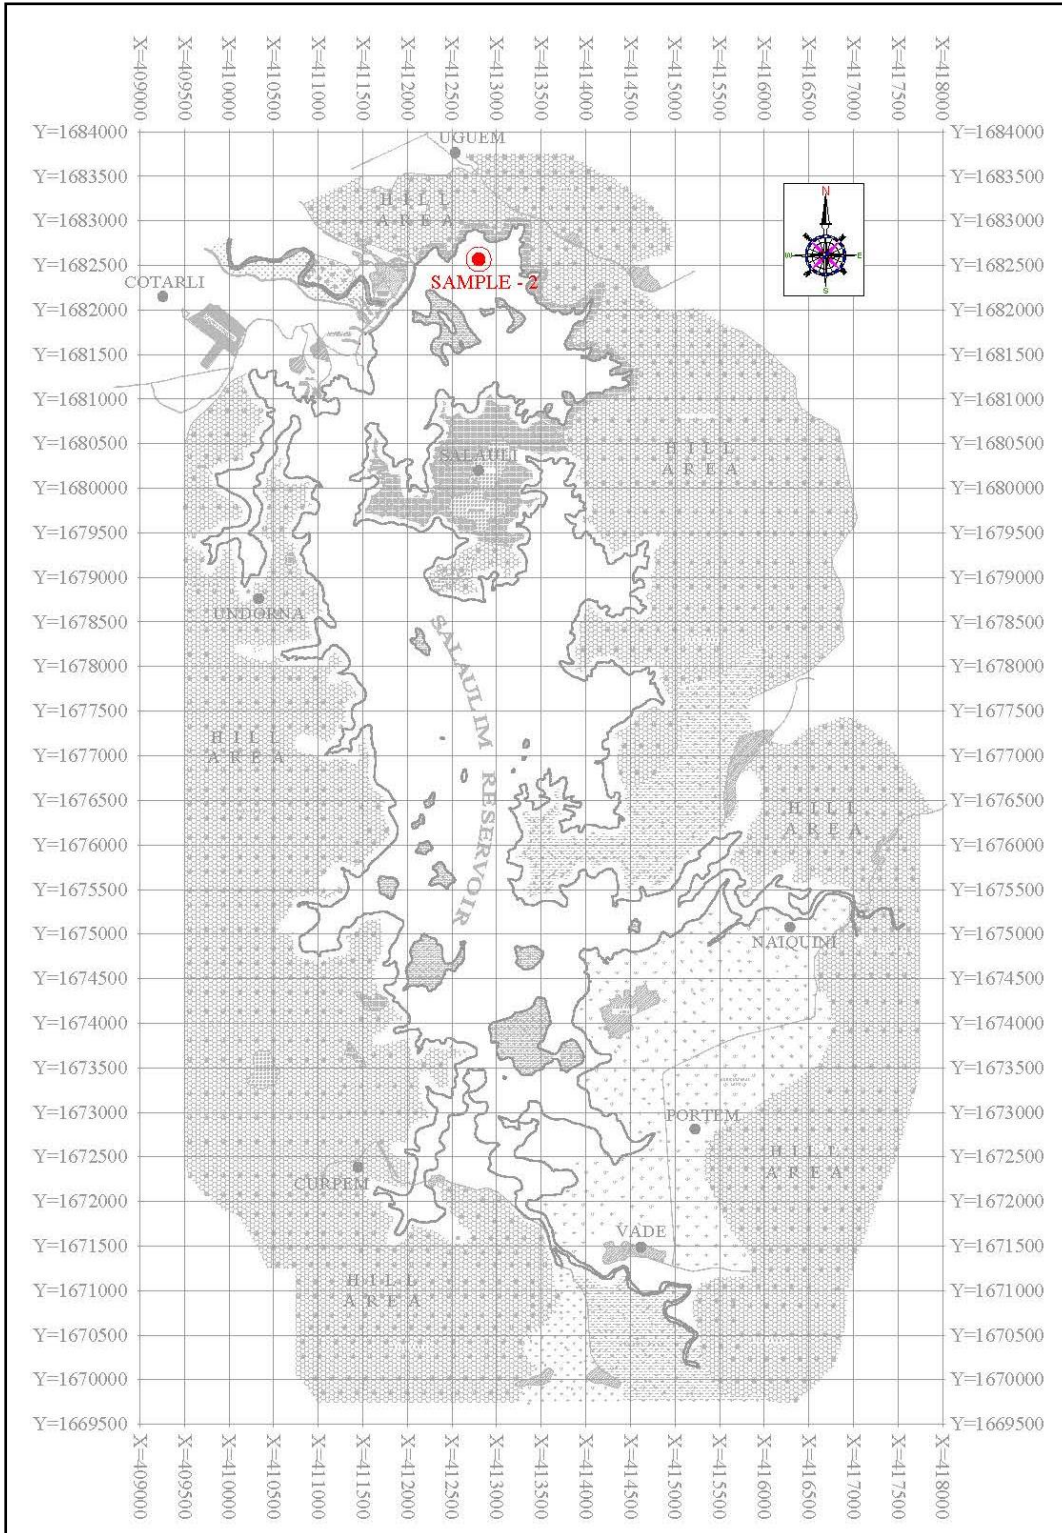 X=409000
X=409500
X=410000
X=410500
X=411000
X=411500
X=412000
X=412500
X=413000
X=413500
X=414000
X=414500
X=415000
X=415500
X=416000
X=416500
X=417000
X=417500
X=418000
Y=1684000 Y=1684000
UGUEM
Y=1683500 Y=1683500
HILL
AREA
N
Y=1683000 Y=1683000
W E
Y=1682500 Y=1682500
COTARLI
SAMPLE - 2
S
Y=1682000 Y=1682000
Y=1681500 Y=1681500
Y=1681000 Y=1681000
Y=1680500 Y=1680500
SALAULI
HILL
AREA
Y=1680000 Y=1680000
Y=1679500 Y=1679500
Y=1679000 Y=1679000
UNDORNA
Y=1678500 Y=1678500
SALAULIM RESERVOIR
Y=1678000 Y=1678000
Y=1677500 Y=1677500
HILL
AREA
Y=1677000 Y=1677000
Y=1676500 Y=1676500
HILL
AREA
Y=1676000 Y=1676000
Y=1675500 Y=1675500
Y=1675000 Y=1675000
NAIQUINI
Y=1674500 Y=1674500
Y=1674000 Y=1674000
Y=1673500 Y=1673500
Y=1673000 Y=1673000
PORTEM
Y=1672500 Y=1672500
HILL
AREA
CURPEM
Y=1672000 Y=1672000
VADE
Y=1671500 Y=1671500
HILL
AREA
Y=1671000 Y=1671000
Y=1670500 Y=1670500
Y=1670000 Y=1670000
Y=1669500 Y=1669500
X=409000
X=409500
X=410000
X=410500
X=411000
X=411500
X=412000
X=412500
X=413000
X=413500
X=414000
X=414500
X=415000
X=415500
X=416000
X=416500
X=417000
X=417500
X=418000